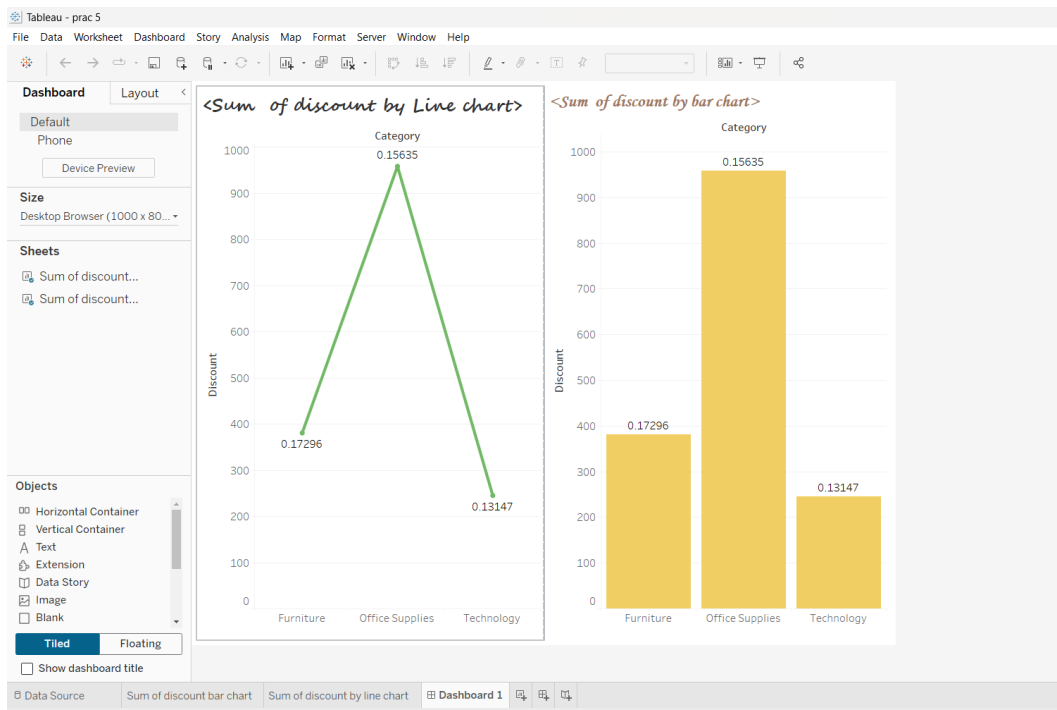 Tableau - prac 5
File Data Worksheet Dashboard Story Analysis Map Format Server Window Help
Dashboard Layout
Default
Phone
Device Preview
Size
Desktop Browser (1000 x 80...
Sheets
Sum of discount...
Sum of discount...
Objects
Horizontal Container
Vertical Container
Text
Extension
Data Story
Image
Blank
Tiled Floating
Show dashboard title
<Sum of discount by Line chart>
Category
1000
900
800
700
600
500
400
300
200
100
0
Discount
0.15635
0.17296
0.13147
Furniture Office Supplies Technology
<Sum of discount by bar chart>
Category
1000
900
800
700
600
500
400
300
200
100
0
Discount
0.15635
0.17296
0.13147
Furniture Office Supplies Technology
Data Source Sum of discount bar chart Sum of discount by line chart Dashboard 1